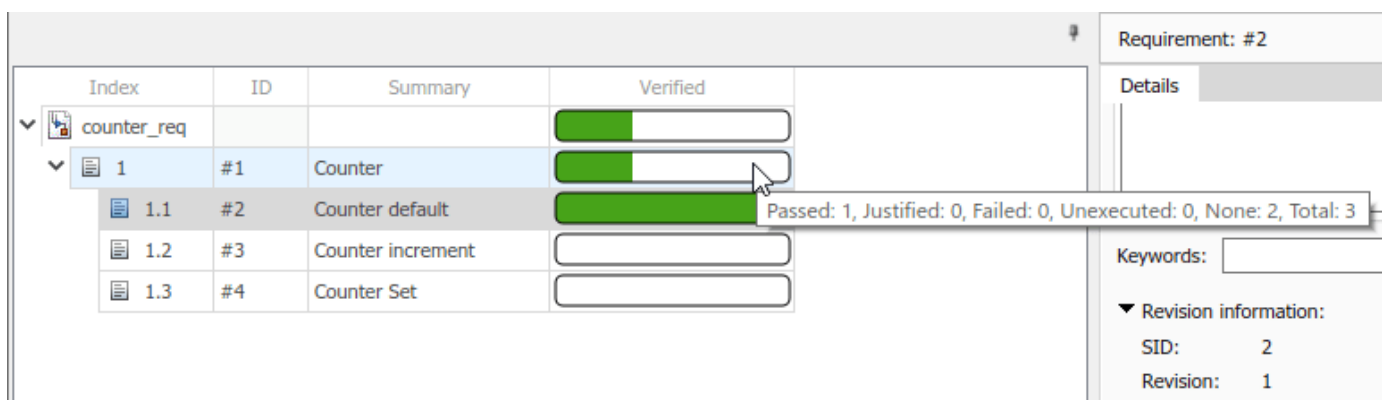 Requirement: #2
Index ID Summary Verified
Details
counter_req
1 #1 Counter
1.1 #2 Counter default
Passed: 1, Justified: 0, Failed: 0, Unexecuted: 0, None: 2, Total: 3
1.2 #3 Counter increment
Keywords:
1.3 #4 Counter Set
Revision information:
SID: 2
Revision: 1